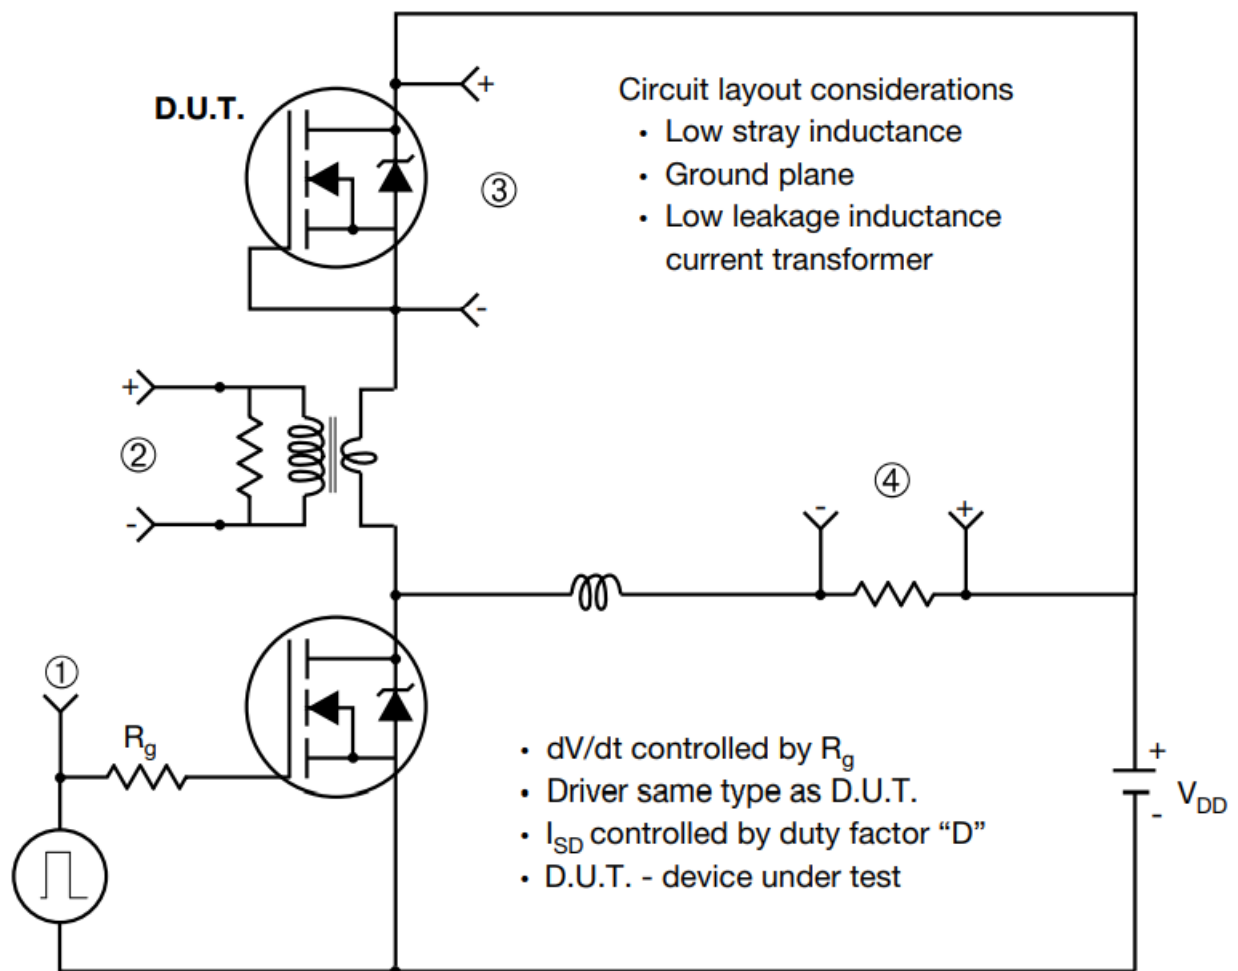 D.U.T.
+
Circuit layout considerations
• Low stray inductance
• Ground plane
• Low leakage inductance
current transformer
③
-
+
②
-
④
- +
①
Rg
• dV/dt controlled by Rg
• Driver same type as D.U.T.
• ISD controlled by duty factor “D”
• D.U.T. - device under test
+
VDD
-